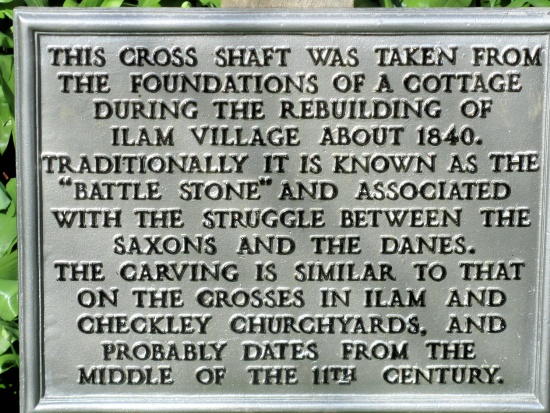 THIS CROSS SHAFT WAS TAKEN FROM
THE FOUNDATIONS OF A COTTAGE
DURING THE REBUILDING OF
ILAM VILLAGE ABOUT 1840.
TRADITIONALLY IT IS KNOWN AS THE
"BATTLE STONE" AND ASSOCIATED
WITH THE STRUGGLE BETWEEN THE
SAXONS AND THE DANES.
THE CARVING IS SIMILAR TO THAT
ON THE CROSSES IN ILAM AND
CHECKLEY CHURCHYARDS, AND
PROBABLY DATES FROM THE
MIDDLE OF THE 11TH CENTURY.